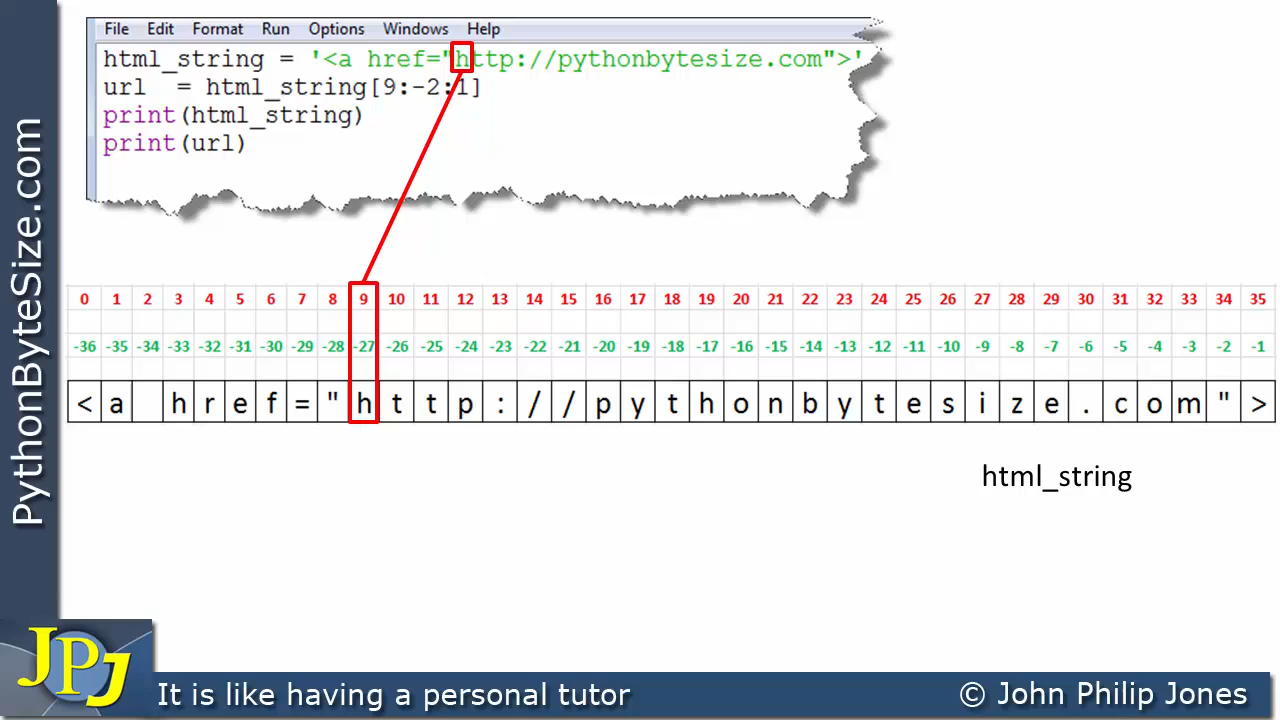 File Edit Format Run Options Windows Help
html_string = '<a href="http://pythonbytesize.com">'
url  = html_string[9:-2:1]
print(html_string)
print(url)
PythonByteSize.com
0 1 2 3 4 5 6 7 8 9 10 11 12 13 14 15 16 17 18 19 20 21 22 23 24 25 26 27 28 29 30 31 32 33 34 35
-36 -35 -34 -33 -32 -31 -30 -29 -28 -27 -26 -25 -24 -23 -22 -21 -20 -19 -18 -17 -16 -15 -14 -13 -12 -11 -10 -9 -8 -7 -6 -5 -4 -3 -2 -1
< a   h r e f = " h t t p : / / p y t h o n b y t e s i z e . c o m " >
html_string
JPJ
It is like having a personal tutor
© John Philip Jones